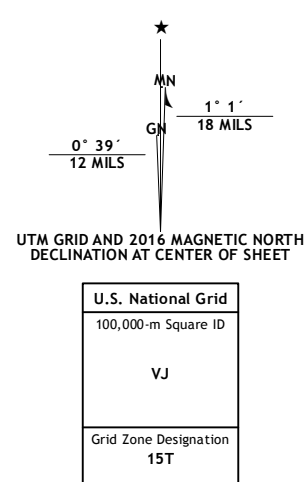 ★
MN
GN
1° 1´
18 MILS
0° 39´
12 MILS
UTM GRID AND 2016 MAGNETIC NORTH
DECLINATION AT CENTER OF SHEET
U.S. National Grid
100,000-m Square ID
VJ
Grid Zone Designation
15T